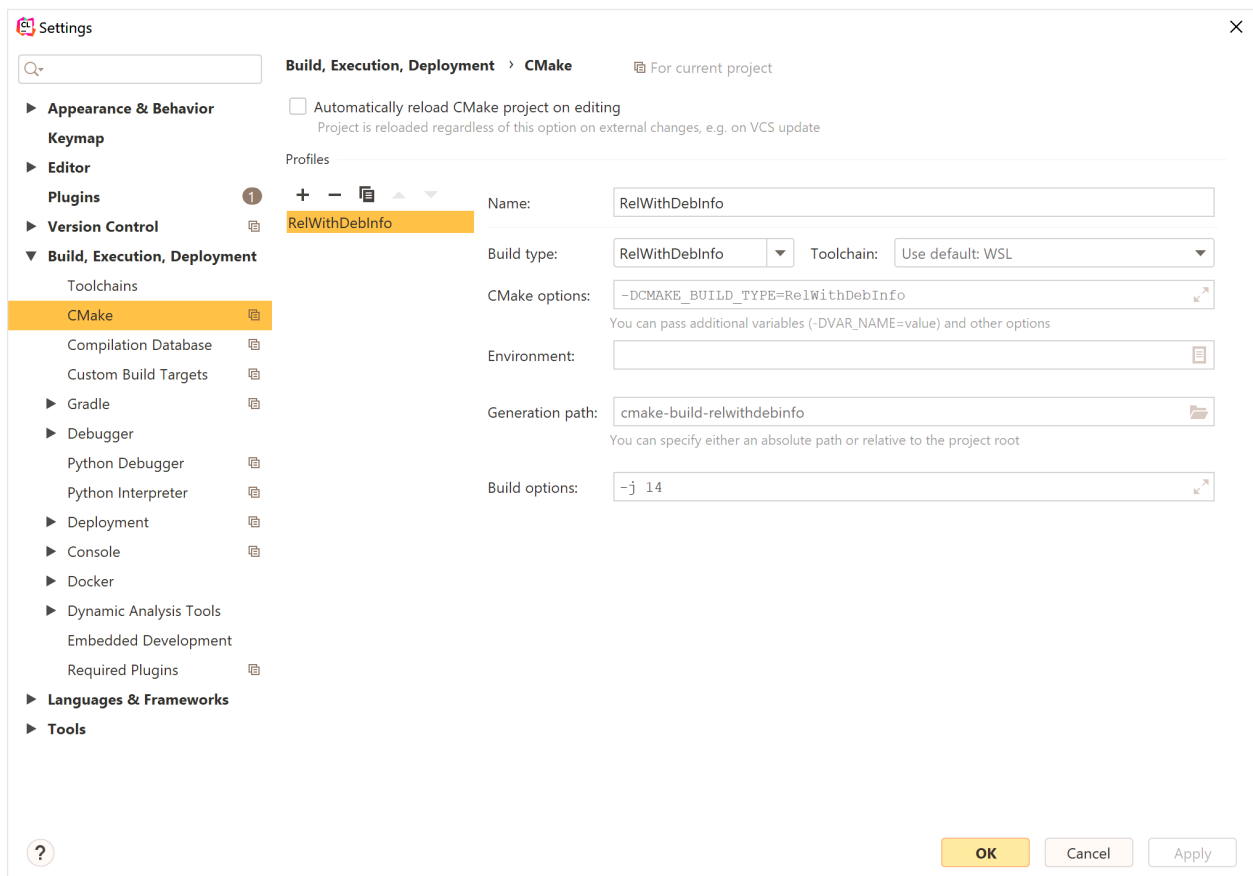 Settings
Appearance & Behavior
Keymap
Editor
Plugins 1
Version Control
Build, Execution, Deployment
Toolchains
CMake
Compilation Database
Custom Build Targets
Gradle
Debugger
Python Debugger
Python Interpreter
Deployment
Console
Docker
Dynamic Analysis Tools
Embedded Development
Required Plugins
Languages & Frameworks
Tools
?
Build, Execution, Deployment › CMake For current project
Automatically reload CMake project on editing
Project is reloaded regardless of this option on external changes, e.g. on VCS update
Profiles
RelWithDebInfo
Name: RelWithDebInfo
Build type: RelWithDebInfo Toolchain: Use default: WSL
CMake options: -DCMAKE_BUILD_TYPE=RelWithDebInfo
You can pass additional variables (-DVAR_NAME=value) and other options
Environment:
Generation path: cmake-build-relwithdebinfo
You can specify either an absolute path or relative to the project root
Build options: -j 14
OK Cancel Apply